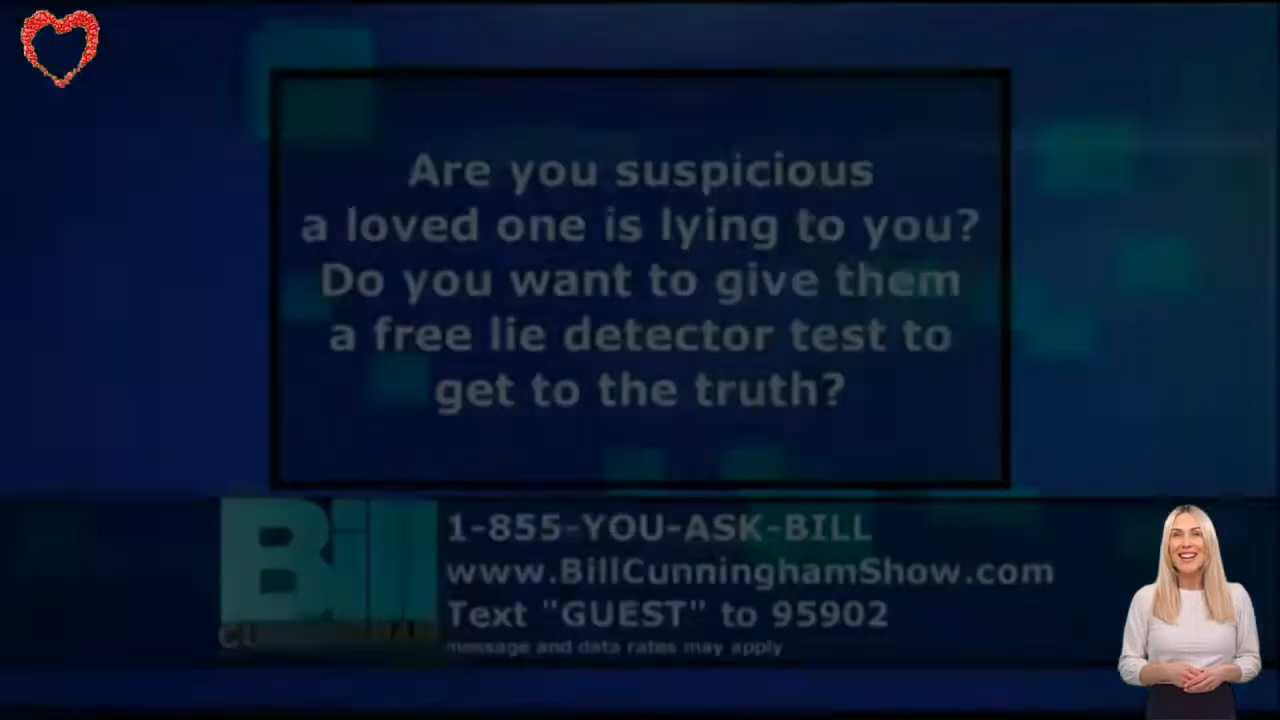 Are you suspicious
a loved one is lying to you?
Do you want to give them
a free lie detector test to
get to the truth?
Bill
1-855-YOU-ASK-BILL
www.BillCunninghamShow.com
Text "GUEST" to 95902
message and data rates may apply